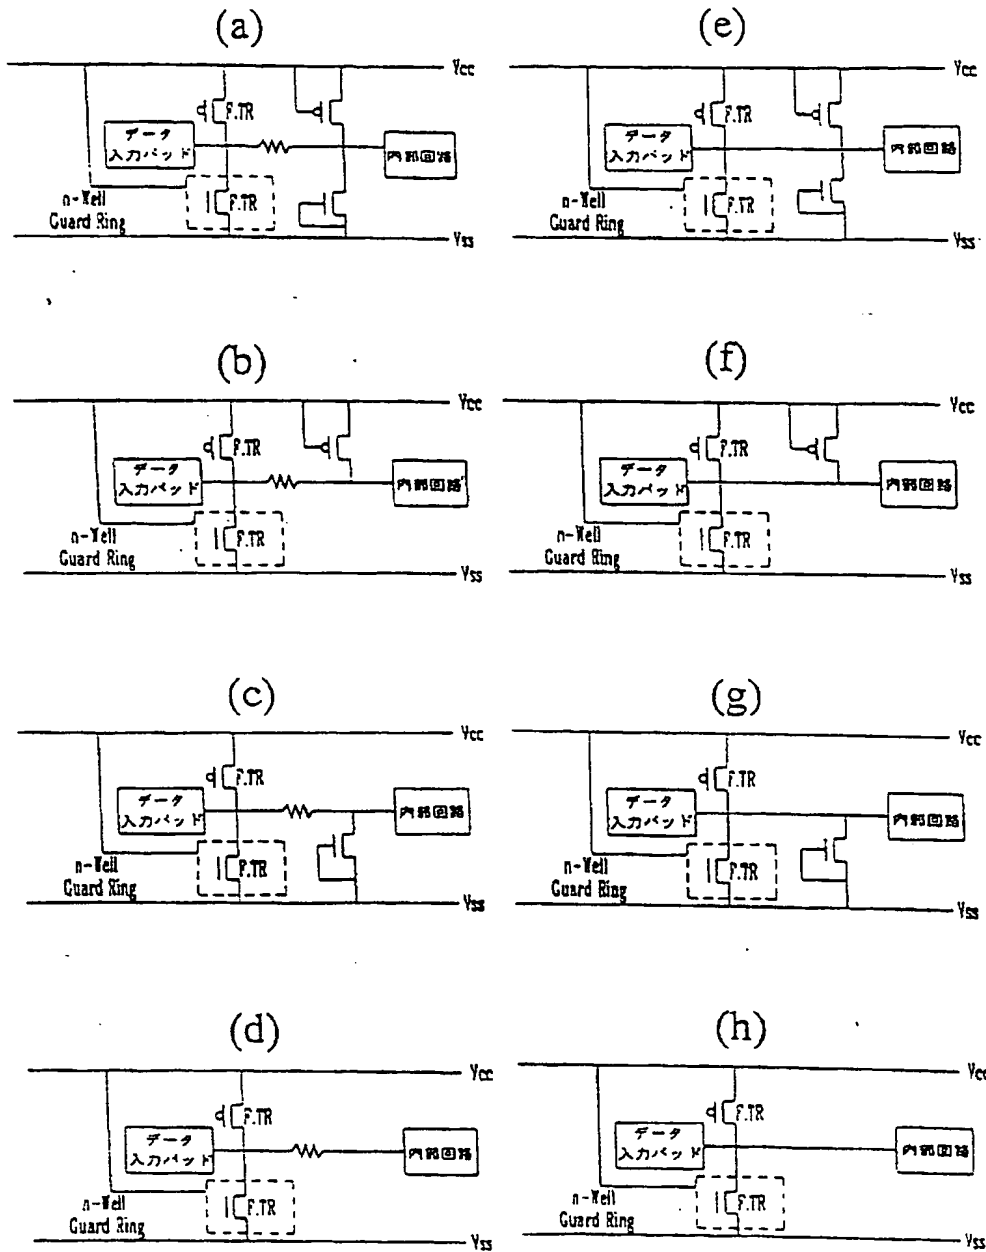 (a)
Vcc
F.TR
データ
入力パッド
内部回路
n-Well
Guard Ring
F.TR
Vss
(e)
Vcc
F.TR
データ
入力パッド
内部回路
n-Well
Guard Ring
F.TR
Vss
(b)
Vcc
F.TR
データ
入力パッド
内部回路
n-Well
Guard Ring
F.TR
Vss
(f)
Vcc
F.TR
データ
入力パッド
内部回路
n-Well
Guard Ring
F.TR
Vss
(c)
Vcc
F.TR
データ
入力パッド
内部回路
n-Well
Guard Ring
F.TR
Vss
(g)
Vcc
F.TR
データ
入力パッド
内部回路
n-Well
Guard Ring
F.TR
Vss
(d)
Vcc
F.TR
データ
入力パッド
内部回路
n-Well
Guard Ring
F.TR
Vss
(h)
Vcc
F.TR
データ
入力パッド
内部回路
n-Well
Guard Ring
F.TR
Vss